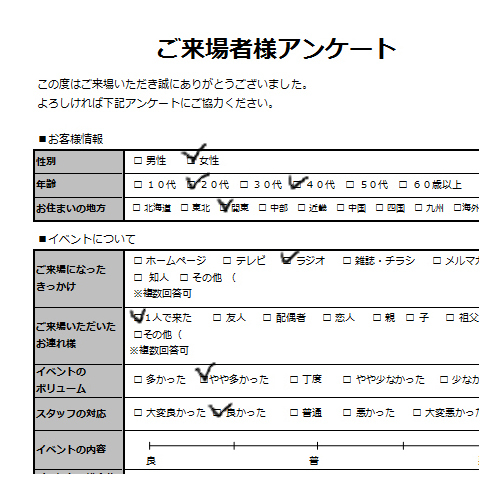 ご来場者様アンケート
この度はご来場いただき誠にありがとうございました。
よろしければ下記アンケートにご協力ください。
■お客様情報
性別 □ 男性 □ 女性
年齢 □ １０代 □ ２０代 □ ３０代 □ ４０代 □ ５０代 □ ６０歳以上
お住まいの地方 □ 北海道 □ 東北 □ 関東 □ 中部 □ 近畿 □ 中国 □ 四国 □ 九州 □海外
■イベントについて
ご来場になった
きっかけ
□ ホームページ □ テレビ □ ラジオ □ 雑誌・チラシ □ メルマガ
□ 知人 □ その他 （
※複数回答可
ご来場いただいた
お連れ様
□1人で来た □ 友人 □ 配偶者 □ 恋人 □ 親 □ 子 □ 祖父
□その他（
※複数回答可
イベントの
ボリューム
□ 多かった □やや多かった □ 丁度 □ やや少なかった □ 少なか
スタッフの対応 □ 大変良かった □ 良かった □ 普通 □ 悪かった □ 大変悪かっ
イベントの内容
良 普